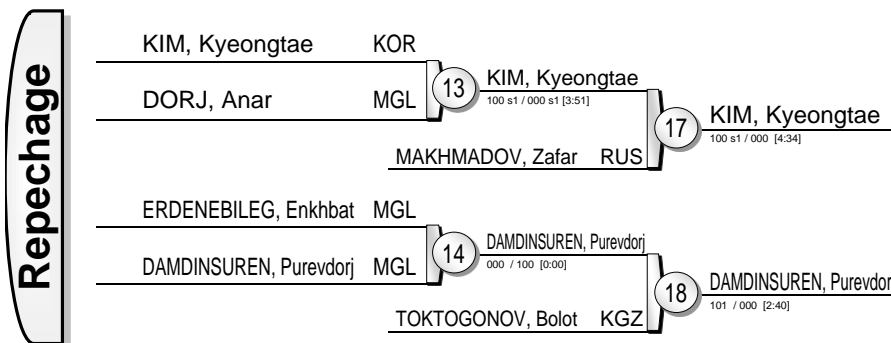 Repechage
KIM, Kyeongtae KOR
DORJ, Anar MGL
13
KIM, Kyeongtae
100 s1 / 000 s1 [3:51]
MAKHMADOV, Zafar RUS
17
KIM, Kyeongtae
100 s1 / 000 [4:34]
ERDENEBILEG, Enkhbat MGL
DAMDINSUREN, Purevdorj MGL
14
DAMDINSUREN, Purevdorj
000 / 100 [0:00]
TOKTOGONOV, Bolot KGZ
18
DAMDINSUREN, Purevdor
101 / 000 [2:40]